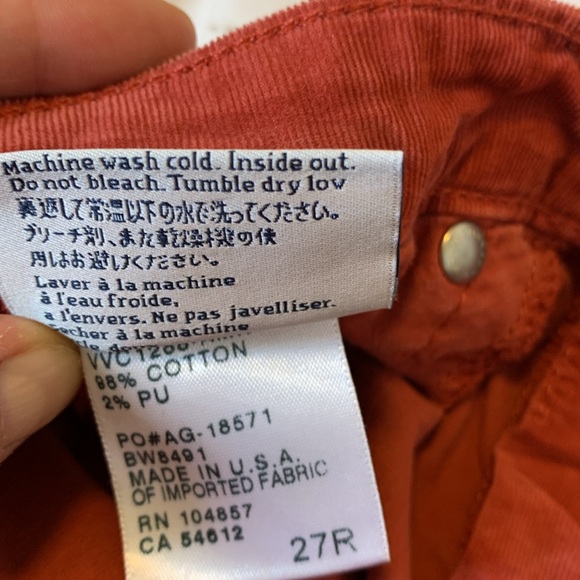 Machine wash cold. Inside out.
Do not bleach. Tumble dry low
裏返して常温以下の水で洗ってください。
ブリーチ剤、また乾燥機の使
用はお避けください。
Laver à la machine
à l'eau froide,
a l'envers. Ne pas javelliser.
Secher à la machine
98% COTTON
2% PU
PO#AG-18571
BW8491
MADE IN U.S.A.
OF IMPORTED FABRIC
RN 104857
CA 54612
27R